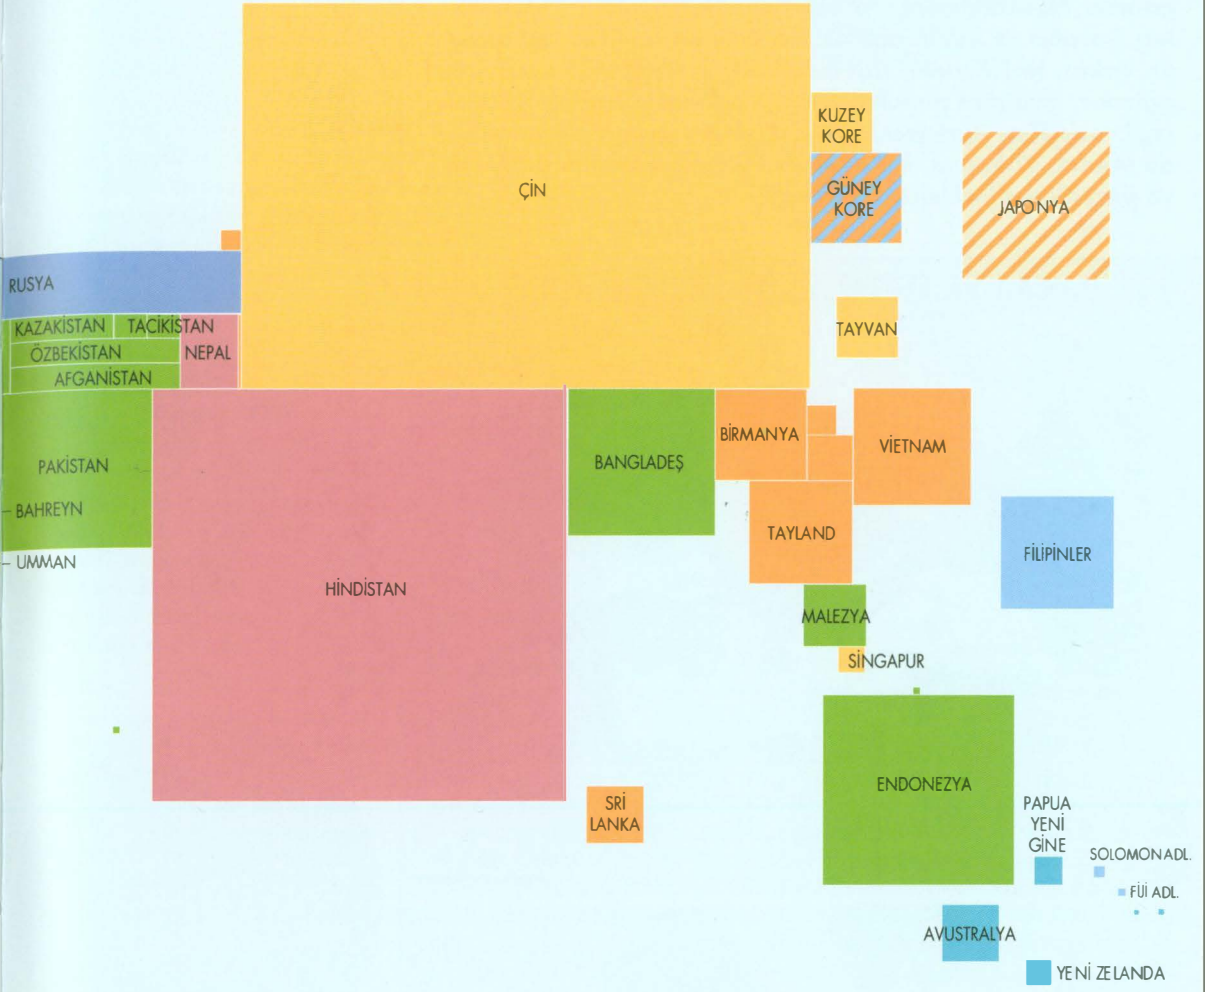 KUZEY
KORE
ÇİN
GÜNEY
KORE
JAPONYA
RUSYA
KAZAKİSTAN
TACİKİSTAN
TAYVAN
ÖZBEKİSTAN
NEPAL
AFGANİSTAN
BİRMANYA
VİETNAM
PAKİSTAN
BANGLADEŞ
BAHREYN
TAYLAND
FİLİPİNLER
UMMAN
HİNDİSTAN
MALEZYA
SİNGAPUR
ENDONEZYA
SRİ
LANKA
PAPUA
YENİ
GİNE
SOLOMON ADL.
FİJİ ADL.
AVUSTRALYA
YENİ ZELANDA